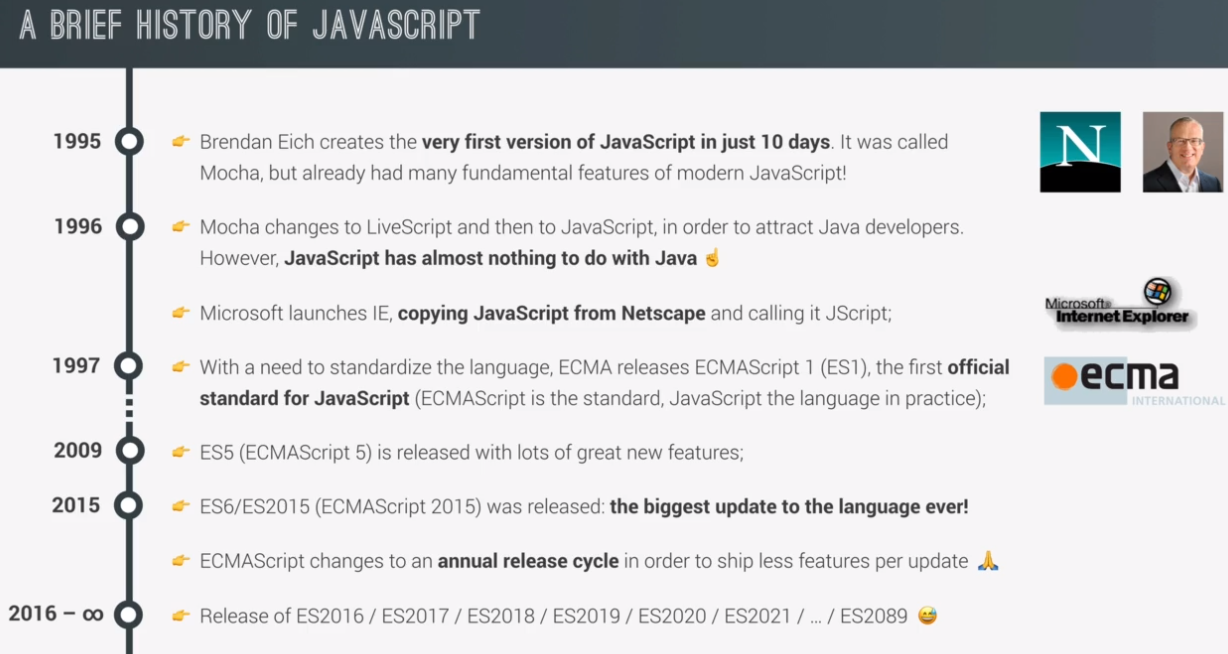 A BRIEF HISTORY OF JAVASCRIPT
1995
👉 Brendan Eich creates the very first version of JavaScript in just 10 days. It was called
Mocha, but already had many fundamental features of modern JavaScript!
N
1996
👉 Mocha changes to LiveScript and then to JavaScript, in order to attract Java developers.
However, JavaScript has almost nothing to do with Java ☝️
👉 Microsoft launches IE, copying JavaScript from Netscape and calling it JScript;
Microsoft®
Internet Explorer
1997
👉 With a need to standardize the language, ECMA releases ECMAScript 1 (ES1), the first official
standard for JavaScript (ECMAScript is the standard, JavaScript the language in practice);
ecma
INTERNATIONAL
2009
👉 ES5 (ECMAScript 5) is released with lots of great new features;
2015
👉 ES6/ES2015 (ECMAScript 2015) was released: the biggest update to the language ever!
👉 ECMAScript changes to an annual release cycle in order to ship less features per update 🙏
2016 – ∞
👉 Release of ES2016 / ES2017 / ES2018 / ES2019 / ES2020 / ES2021 / ... / ES2089 😅